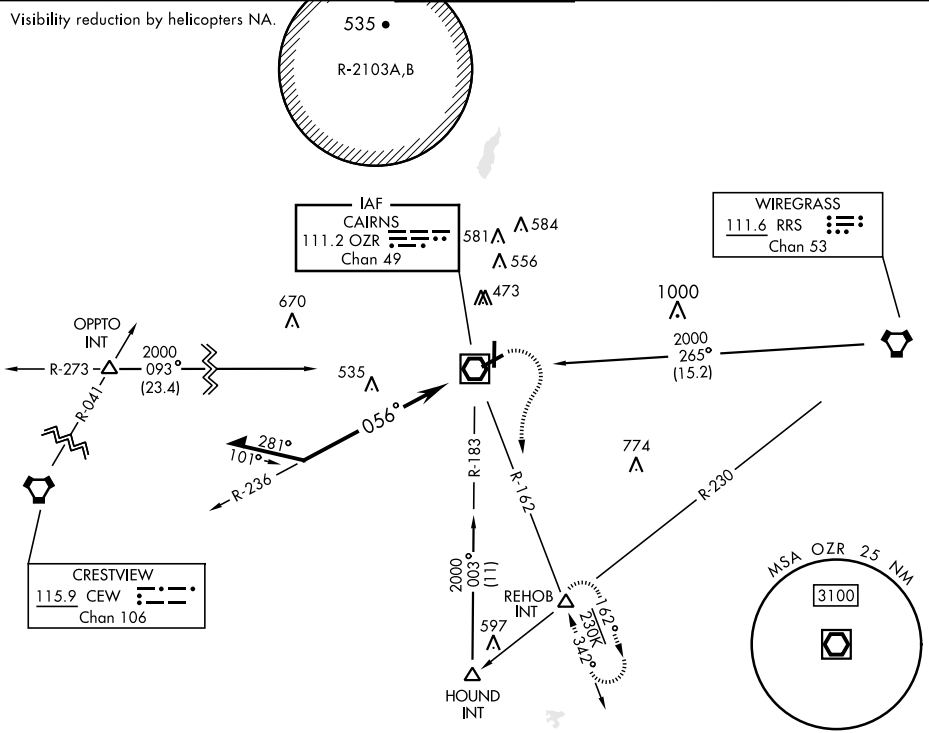 Visibility reduction by helicopters NA.
535
R-2103A,B
IAF
CAIRNS
111.2 OZR
Chan 49
581
584
556
473
WIREGRASS
111.6 RRS
Chan 53
670
1000
OPPTO
INT
R-273
2000
093°
(23.4)
2000
265°
(15.2)
535
R-041
056°
281°
101°
R-236
R-183
R-162
774
R-230
CRESTVIEW
115.9 CEW
Chan 106
2000
003°
(11)
REHOB
INT
162°
230K
342°
597
HOUND
INT
MSA OZR 25 NM
3100